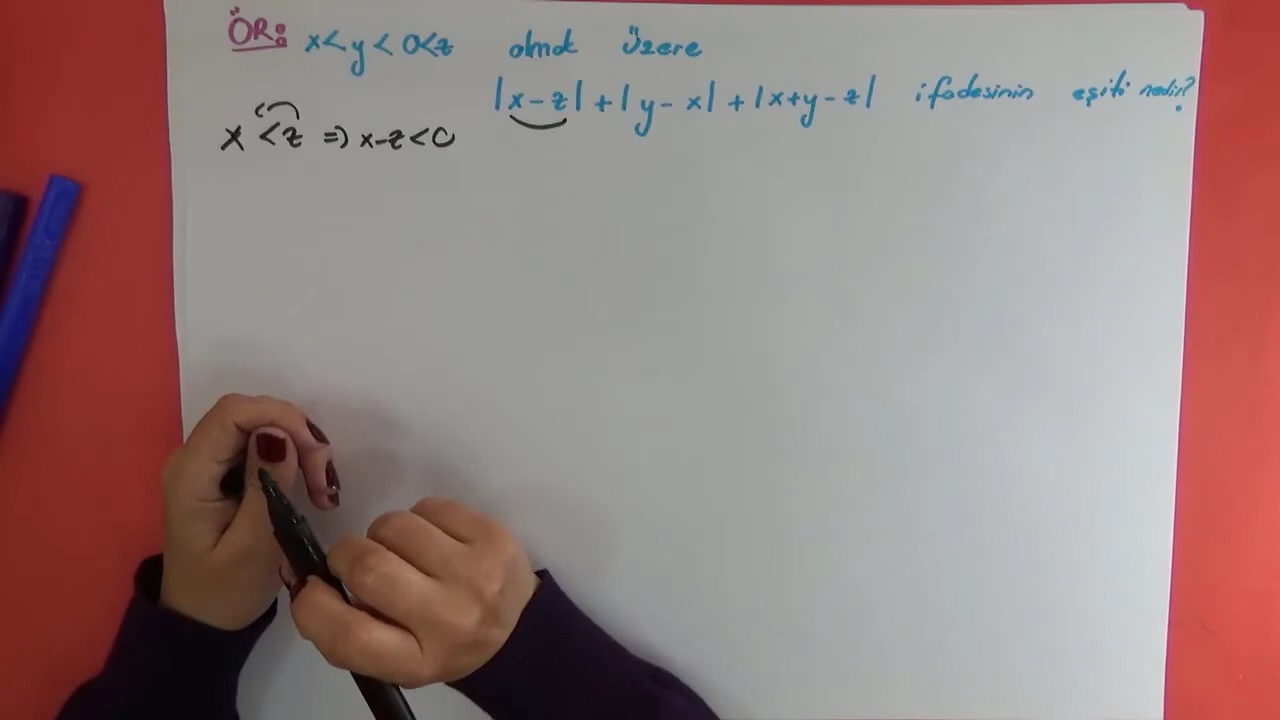 ÖR: x<y<0<z olmak üzere
|x-z|+|y-x|+|x+y-z| ifadesinin eşiti nedir?
x<z ⇒ x-z<0